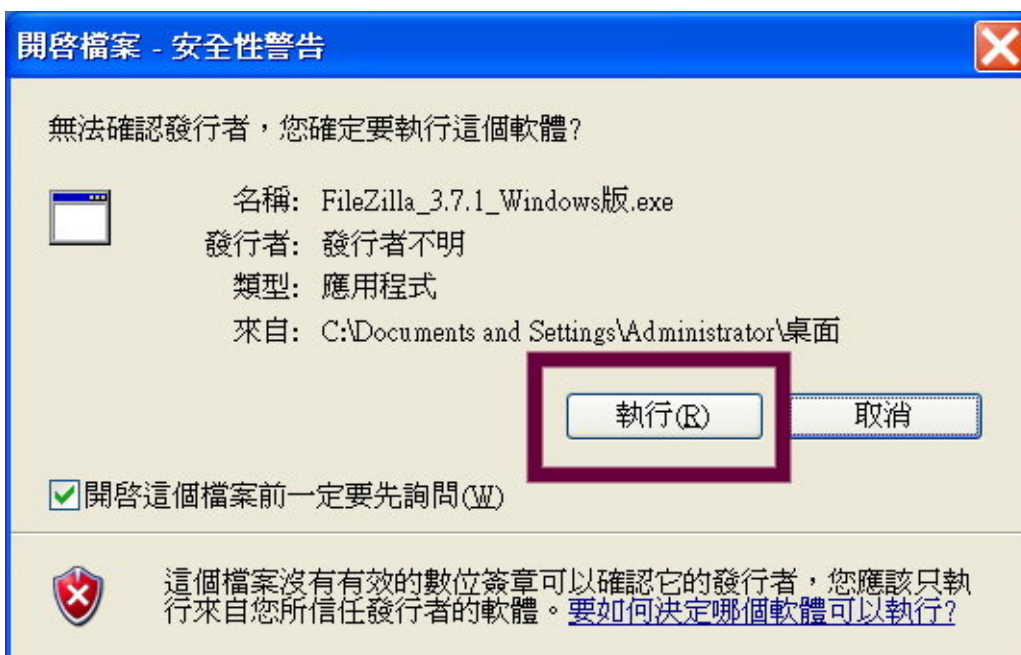 開啓檔案 - 安全性警告
無法確認發行者，您確定要執行這個軟體?
名稱: FileZilla_3.7.1_Windows版.exe
發行者: 發行者不明
類型: 應用程式
來自: C:\Documents and Settings\Administrator\桌面
執行(R) 取消
開啓這個檔案前一定要先詢問(W)
這個檔案沒有有效的數位簽章可以確認它的發行者，您應該只執
行來自您所信任發行者的軟體。要如何決定哪個軟體可以執行?